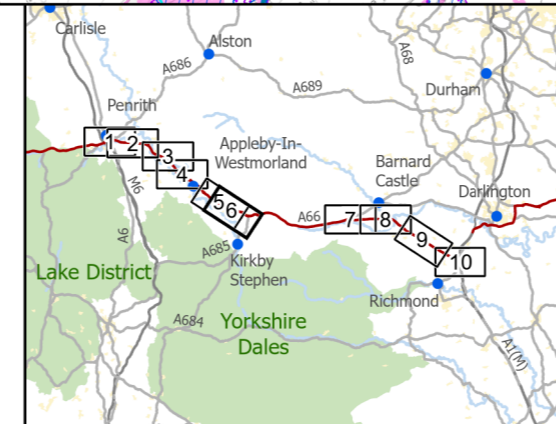 Carlisle
Alston
A686
A689
A68
Durham
Penrith
1
2
3
4
5
6
Appleby-In-
Westmorland
Barnard
Castle
Darlington
M6
A6
A66
7
8
9
10
A685
Kirkby
Stephen
Richmond
Lake District
A684
Yorkshire
Dales
A1(M)